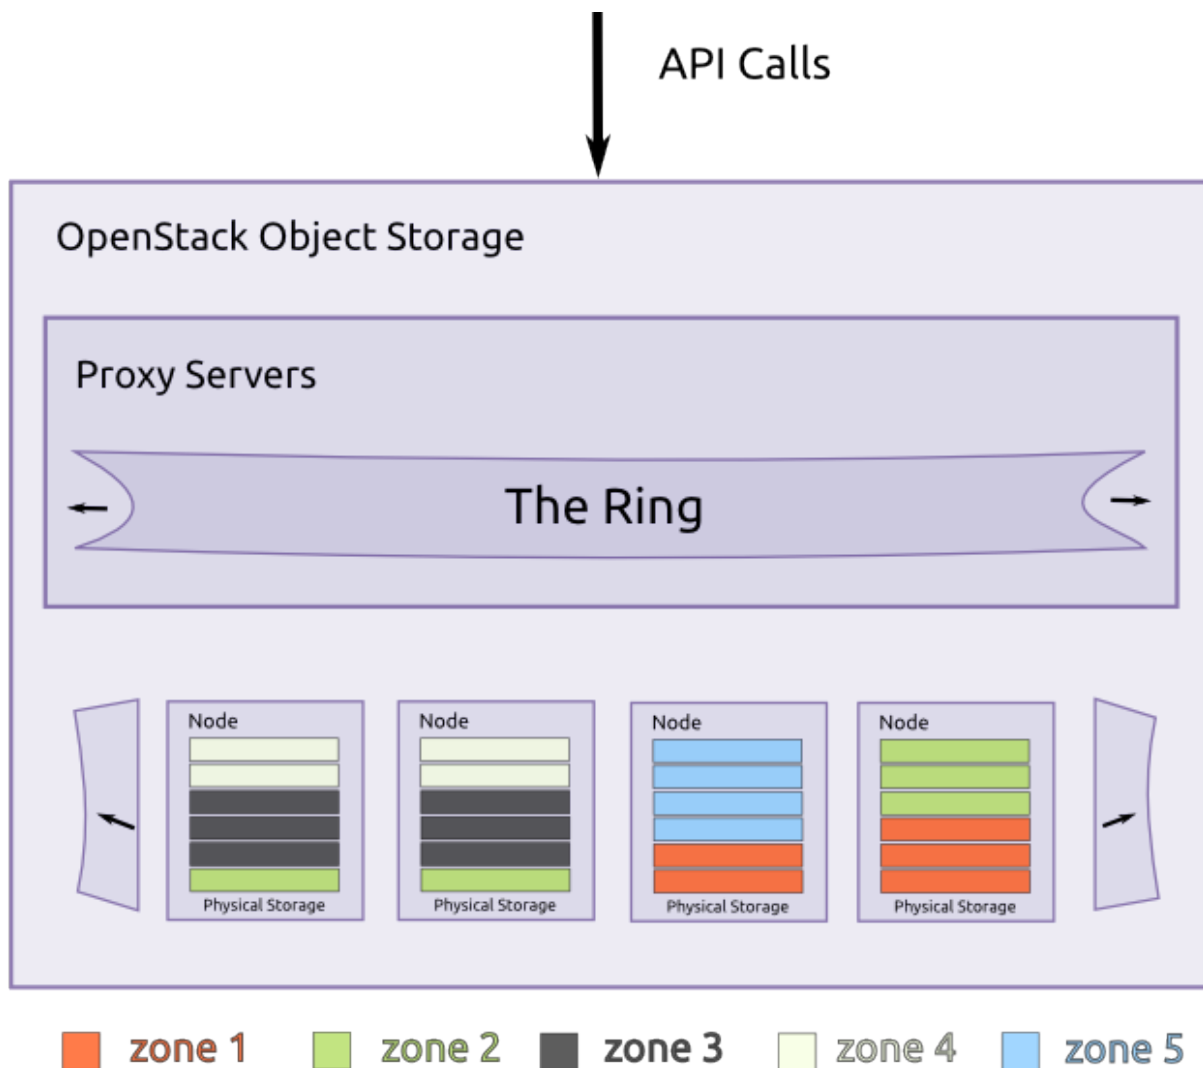 API Calls
OpenStack Object Storage
Proxy Servers
The Ring
Node
Node
Node
Node
Physical Storage
Physical Storage
Physical Storage
Physical Storage
zone 1
zone 2
zone 3
zone 4
zone 5